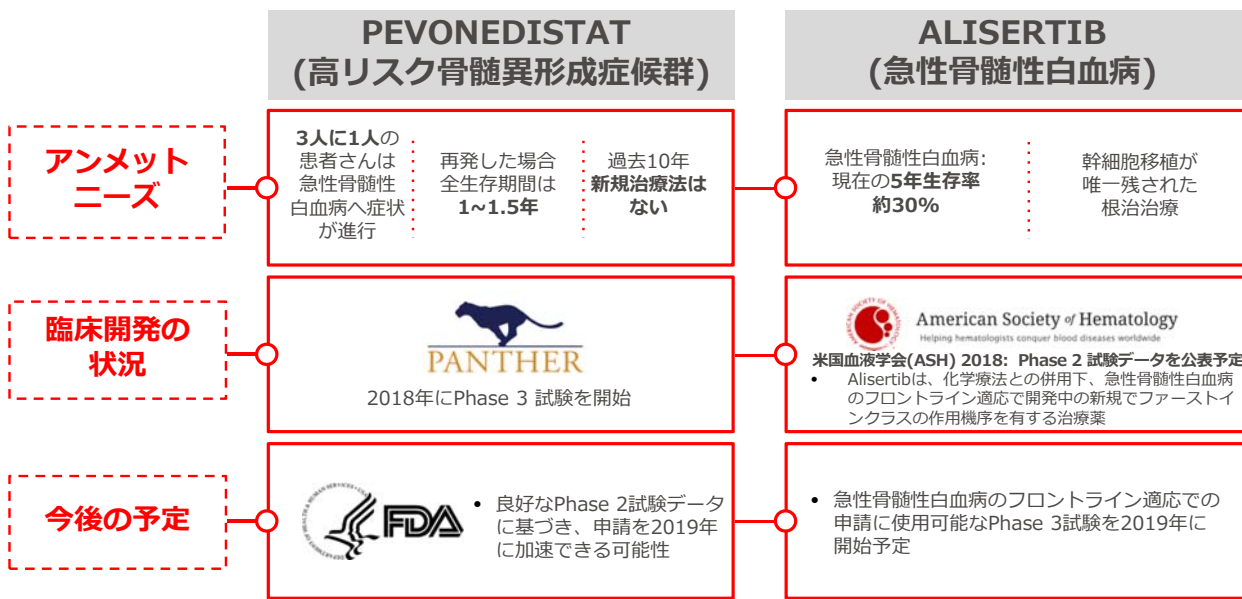 PEVONEDISTAT
(高リスク骨髄異形成症候群)
ALISERTIB
(急性骨髄性白血病)
アンメット
ニーズ
3人に1人の
患者さんは
急性骨髄性
白血病へ症状
が進行
再発した場合
全生存期間は
1~1.5年
過去10年
新規治療法は
ない
急性骨髄性白血病:
現在の5年生存率
約30%
幹細胞移植が
唯一残された
根治治療
臨床開発の
状況
PANTHER
2018年にPhase 3 試験を開始
AMERICAN SOCIETY OF HEMATOLOGY
American Society of Hematology
Helping hematologists conquer blood diseases worldwide
米国血液学会(ASH) 2018: Phase 2 試験データを公表予定
• Alisertibは、化学療法との併用下、急性骨髄性白血病
のフロントライン適応で開発中の新規でファーストイ
ンクラスの作用機序を有する治療薬
今後の予定
FDA
• 良好なPhase 2試験データ
に基づき、申請を2019年
に加速できる可能性
• 急性骨髄性白血病のフロントライン適応での
申請に使用可能なPhase 3試験を2019年に
開始予定